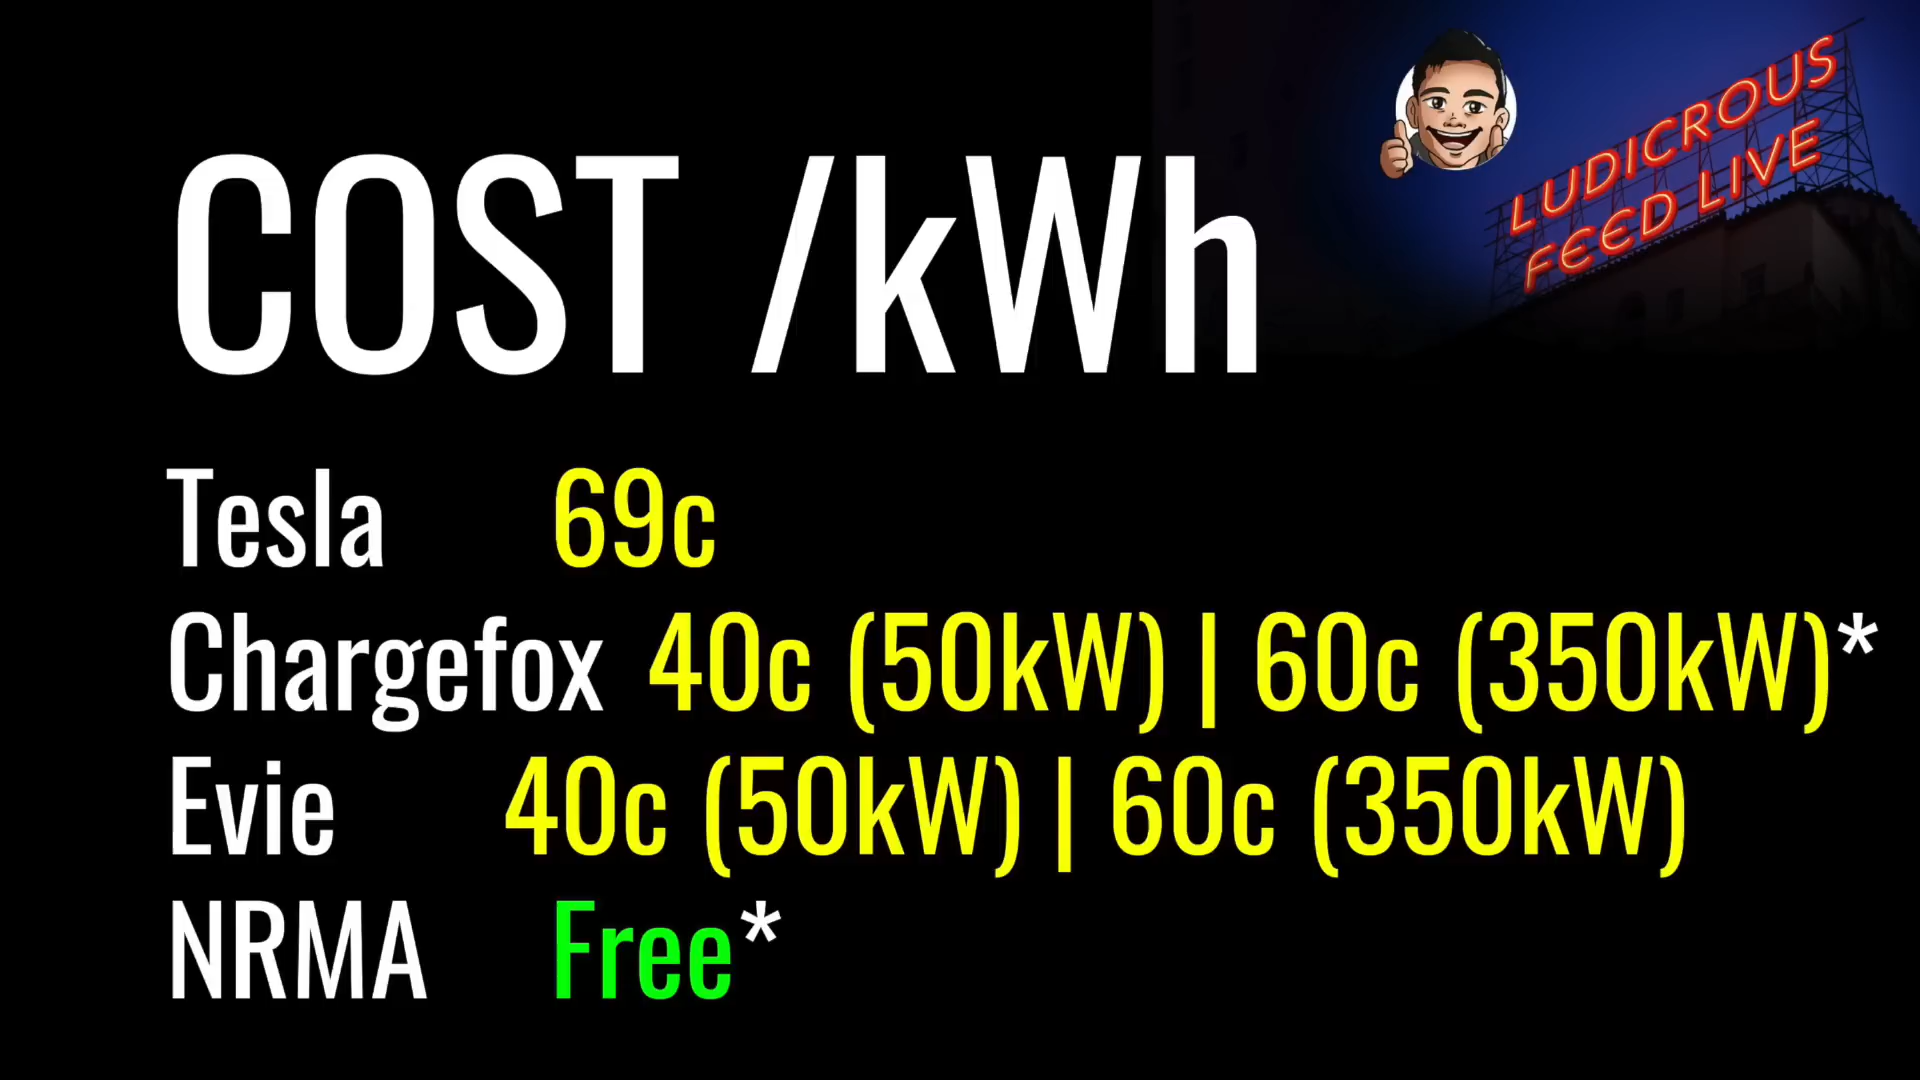 LUDICROUS
FEED LIVE
COST /kWh
Tesla 69c
Chargefox 40c (50kW) | 60c (350kW)*
Evie 40c (50kW) | 60c (350kW)
NRMA Free*